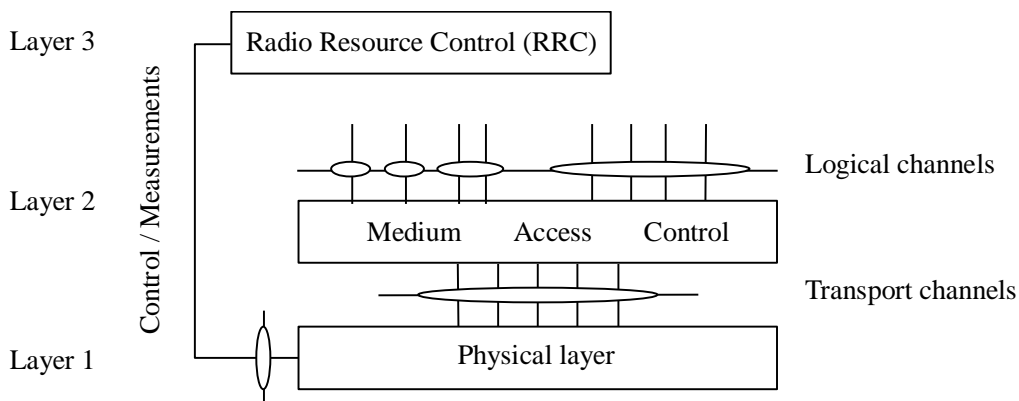 Layer 3
Radio Resource Control (RRC)
Control / Measurements
Logical channels
Layer 2
Medium Access Control
Transport channels
Layer 1
Physical layer